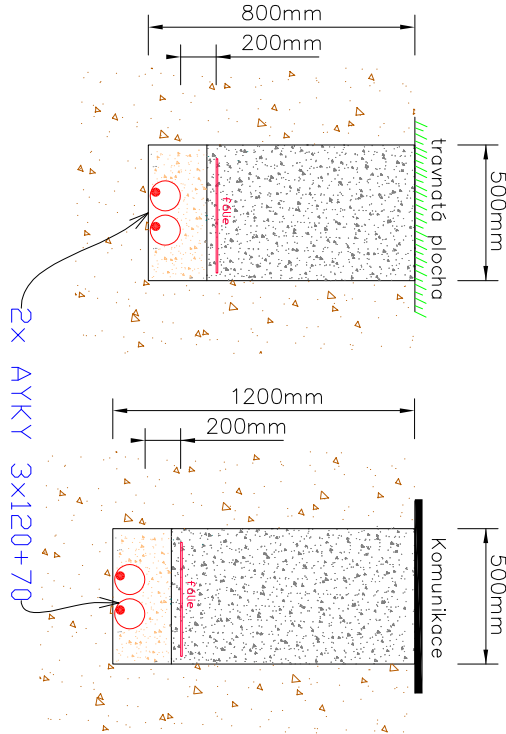 800mm
200mm
travnatá plocha
500mm
fólie
2x AYKY 3x120+70
1200mm
200mm
Komunikace
500mm
fólie